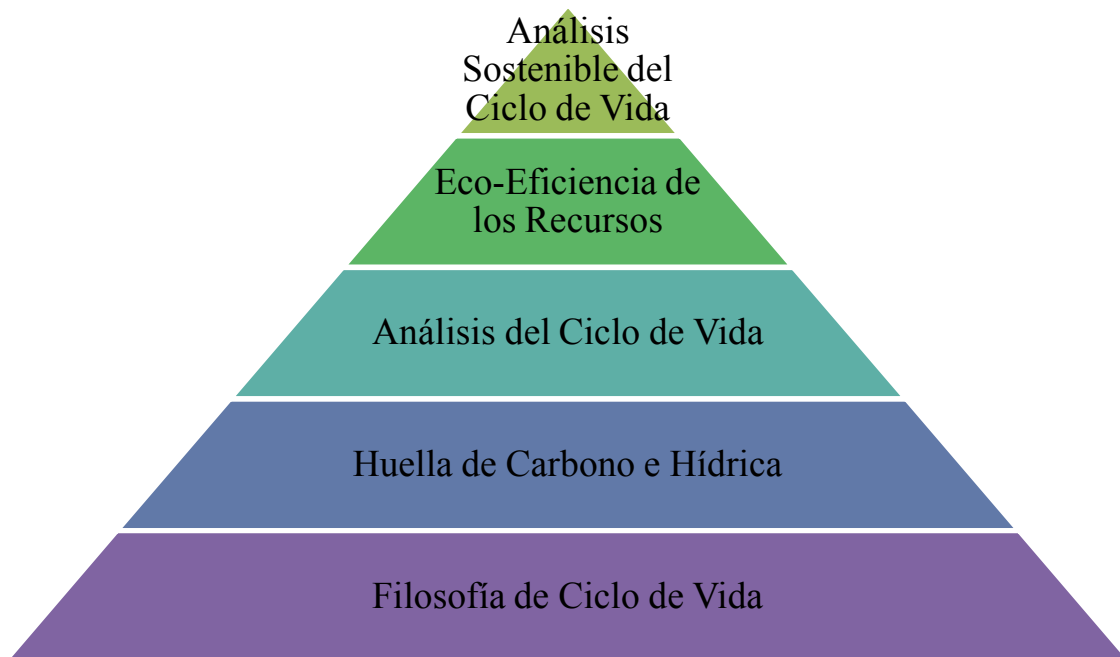 Análisis
Sostenible del
Ciclo de Vida
Eco-Eficiencia de
los Recursos
Análisis del Ciclo de Vida
Huella de Carbono e Hídrica
Filosofía de Ciclo de Vida